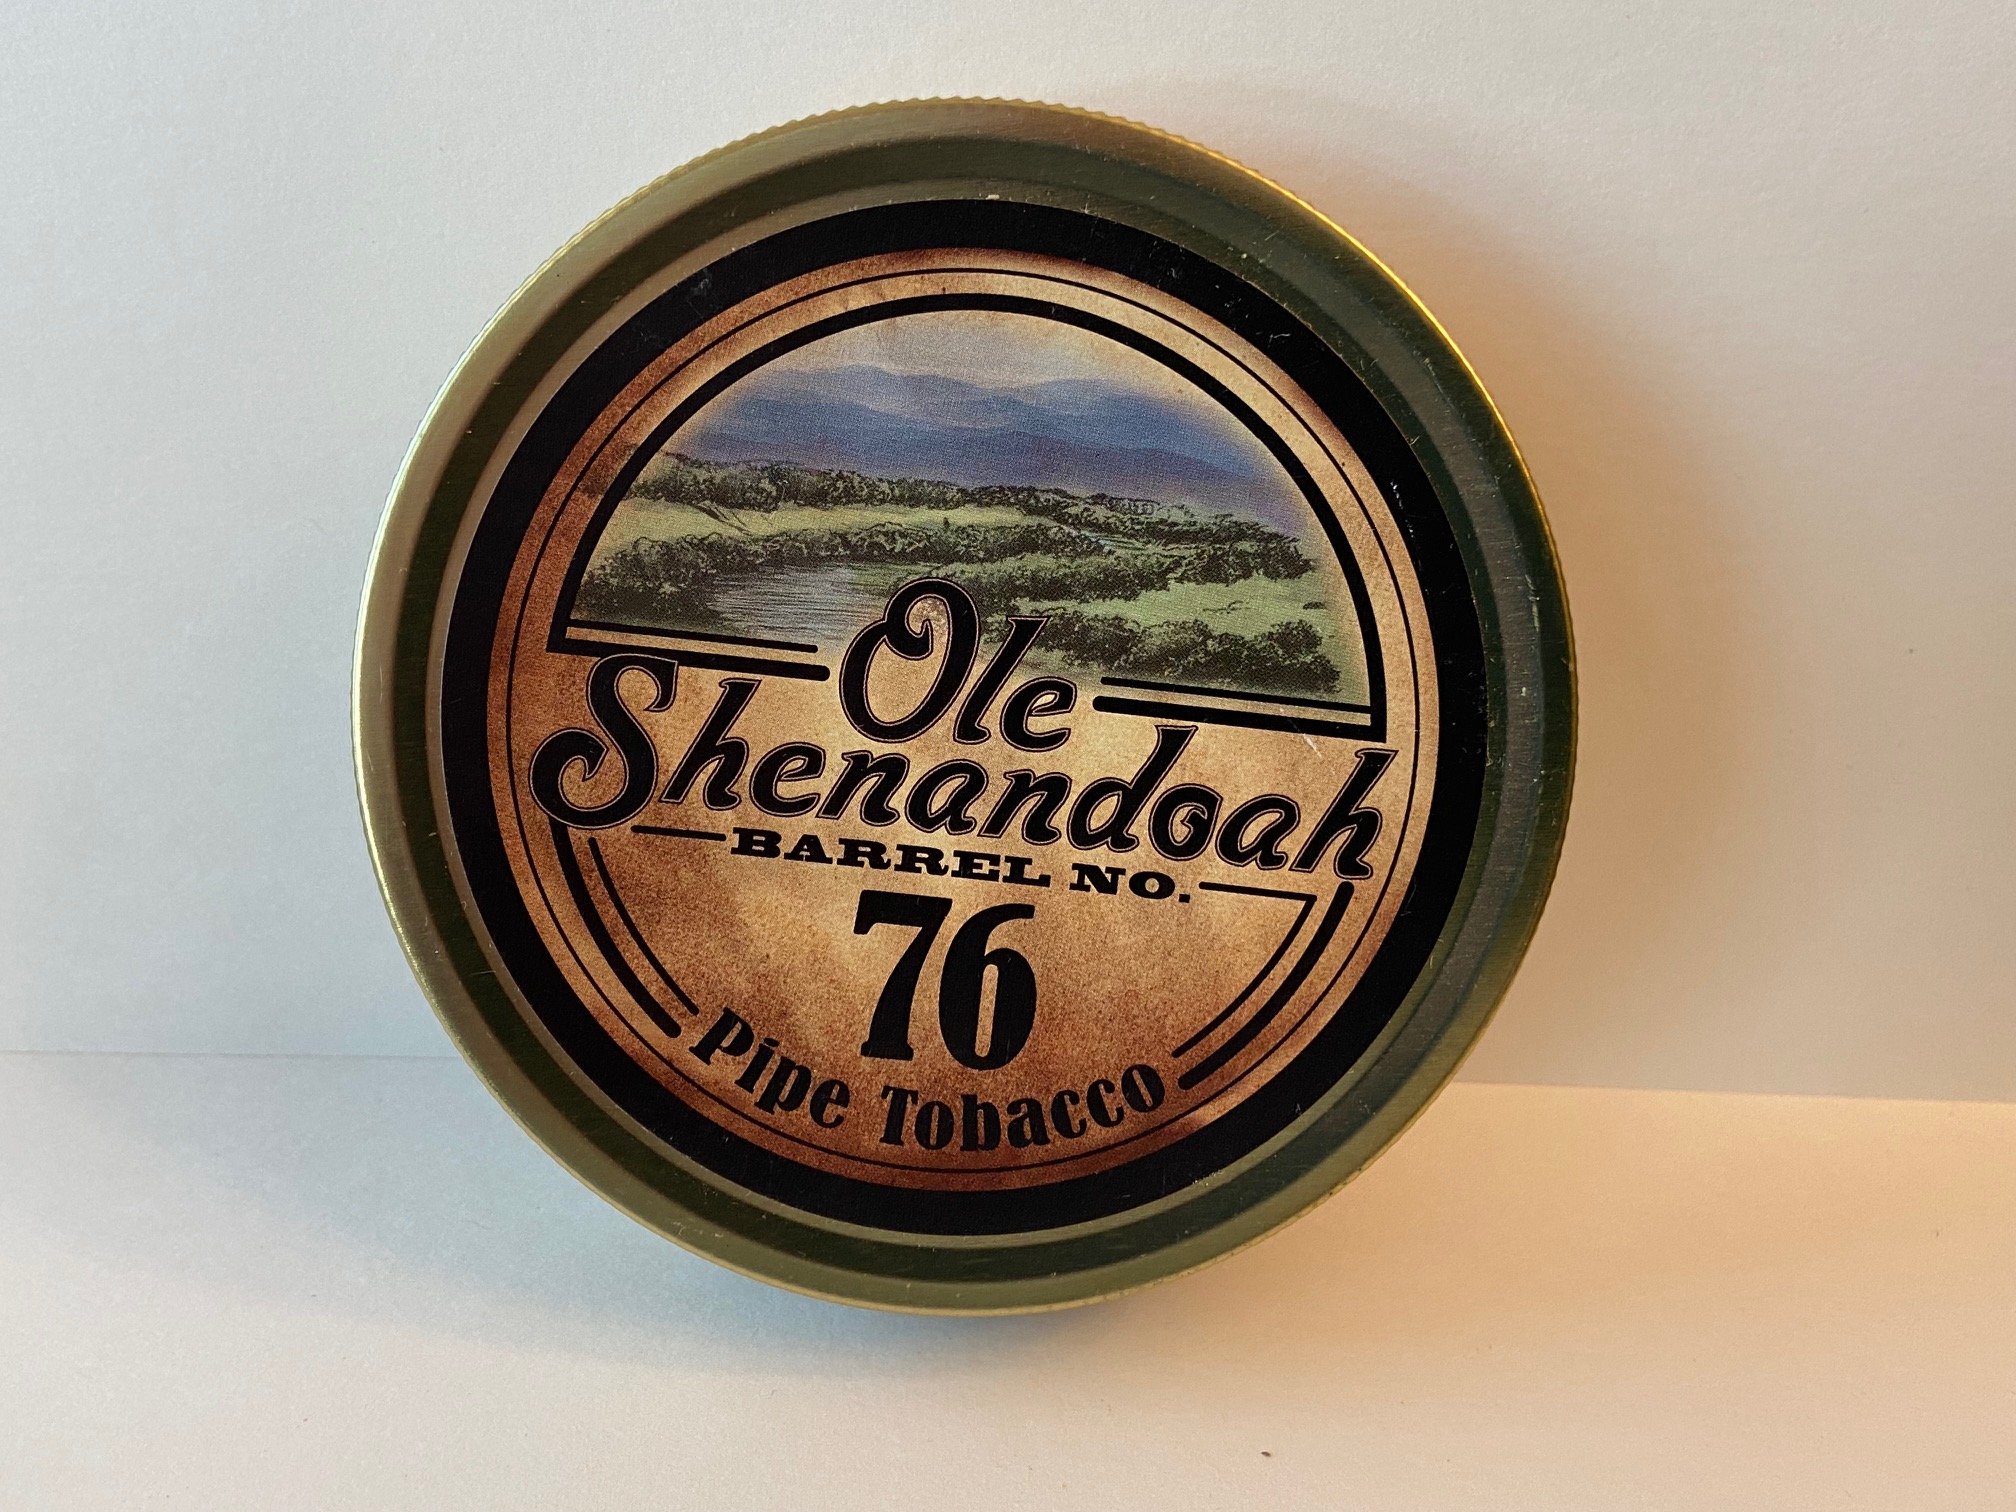 Ole
Shenandoah
BARREL NO.
76
Pipe Tobacco